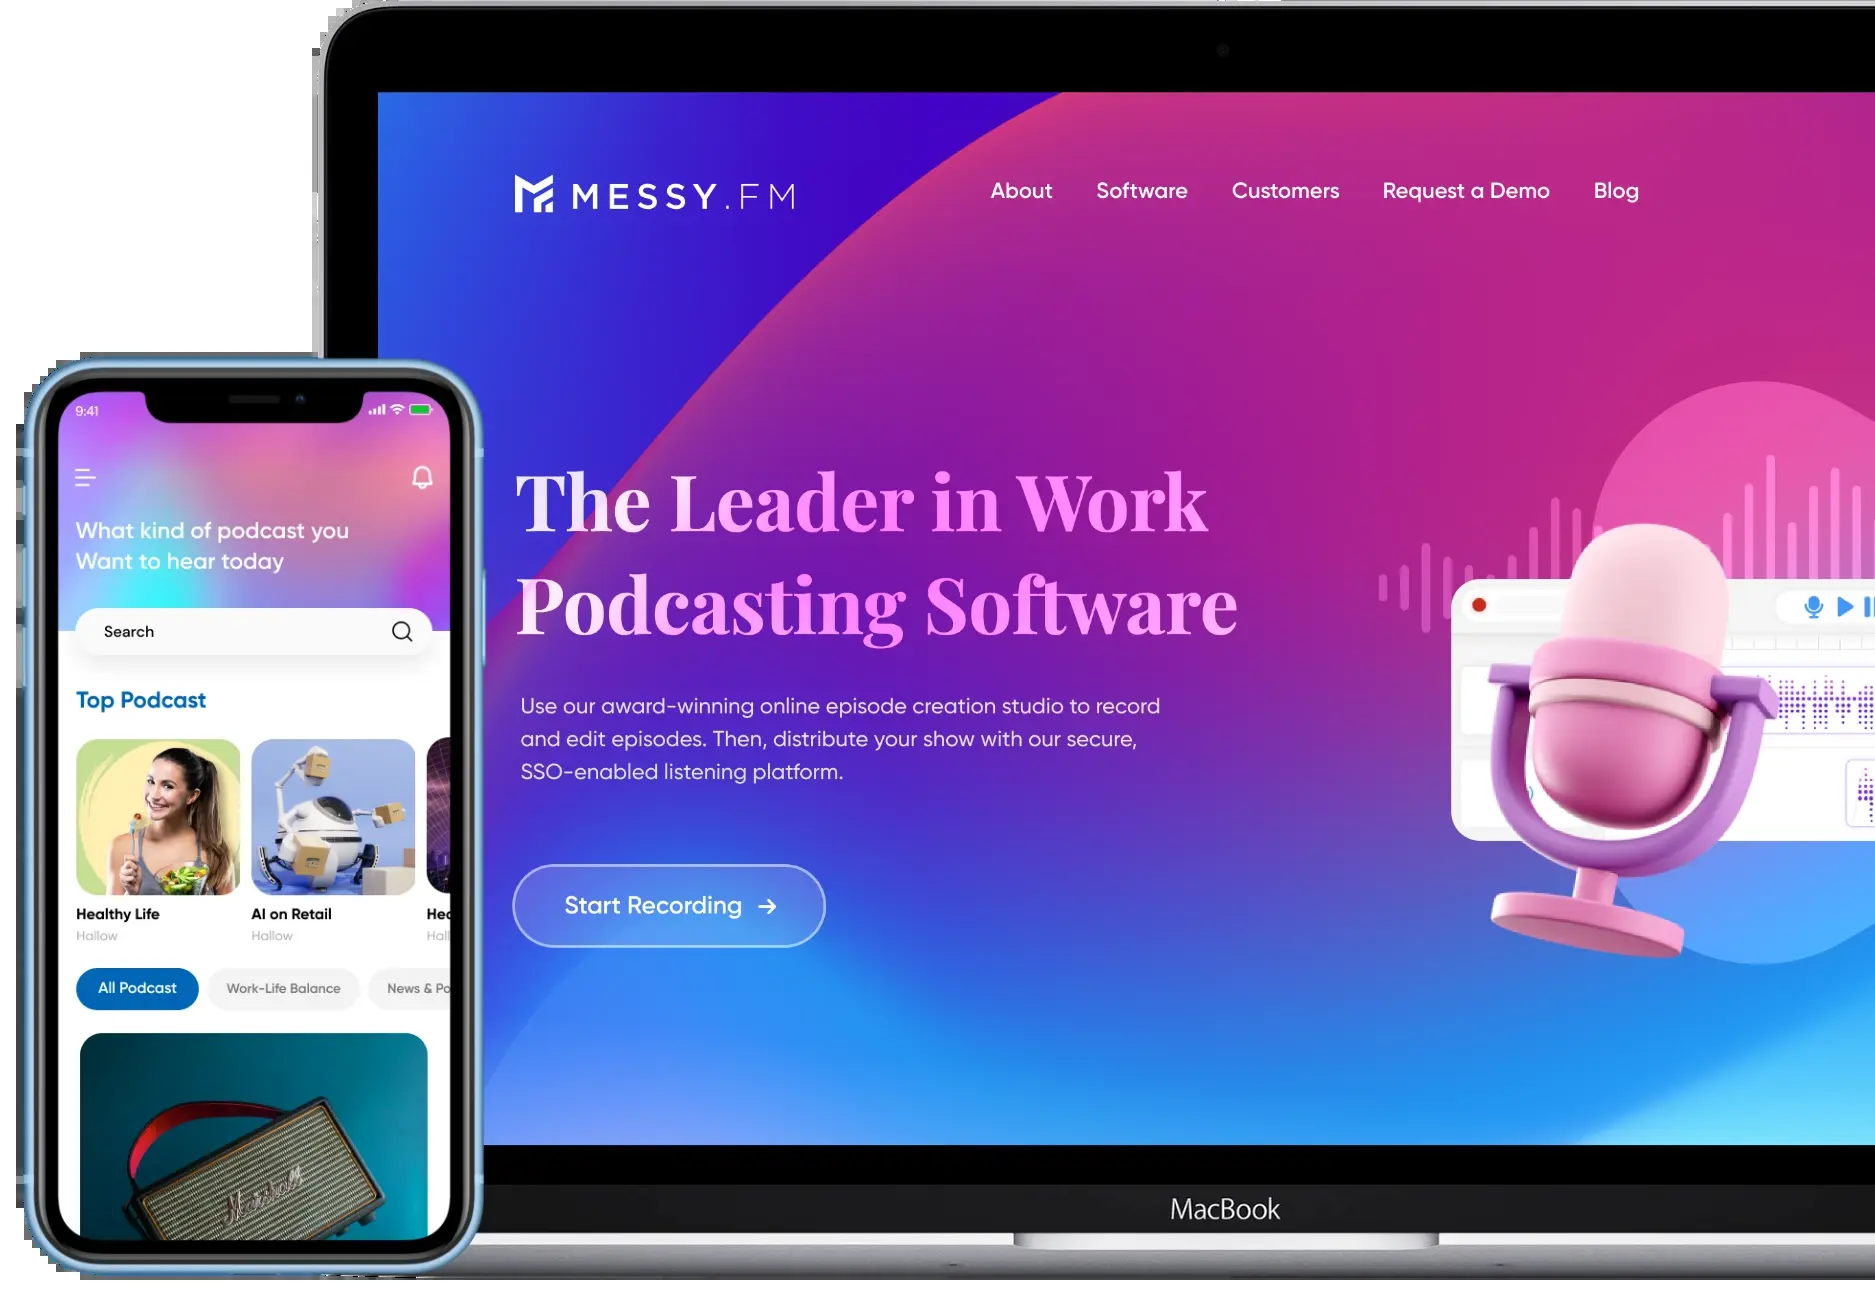 MESSY.FM
About Software Customers Request a Demo Blog
The Leader in Work
Podcasting Software
Use our award-winning online episode creation studio to record
and edit episodes. Then, distribute your show with our secure,
SSO-enabled listening platform.
Start Recording
MacBook
9:41
What kind of podcast you
Want to hear today
Search
Top Podcast
Healthy Life
Hallow
AI on Retail
Hallow
All Podcast Work-Life Balance News &
Marshall